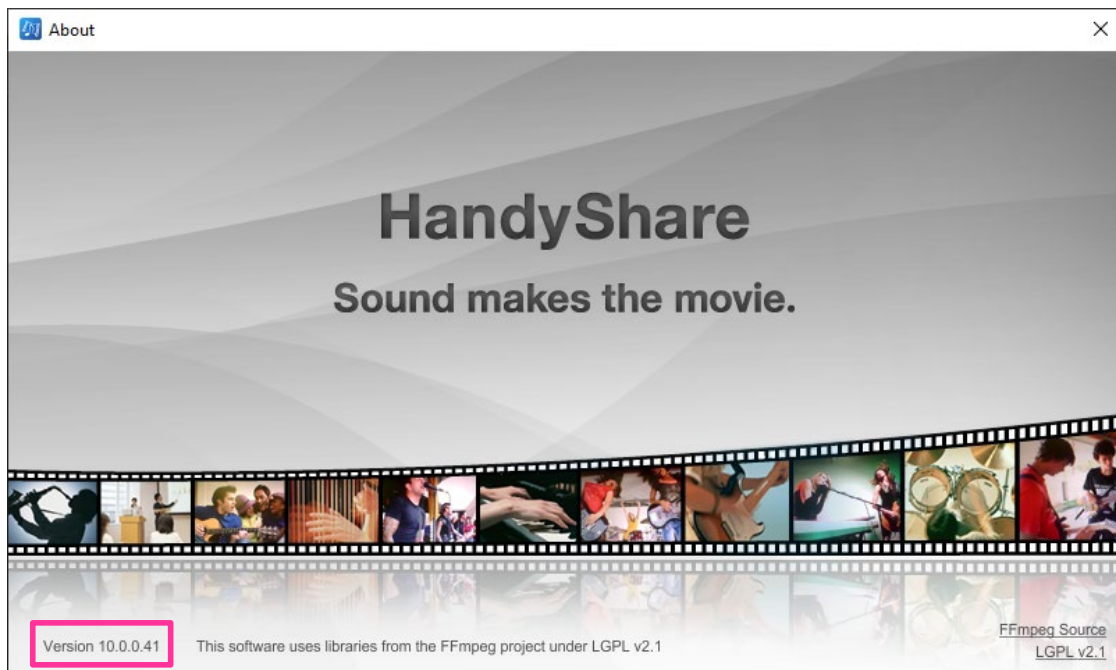 About
HandyShare
Sound makes the movie.
Version 10.0.0.41
This software uses libraries from the FFmpeg project under LGPL v2.1
FFmpeg Source
LGPL v2.1